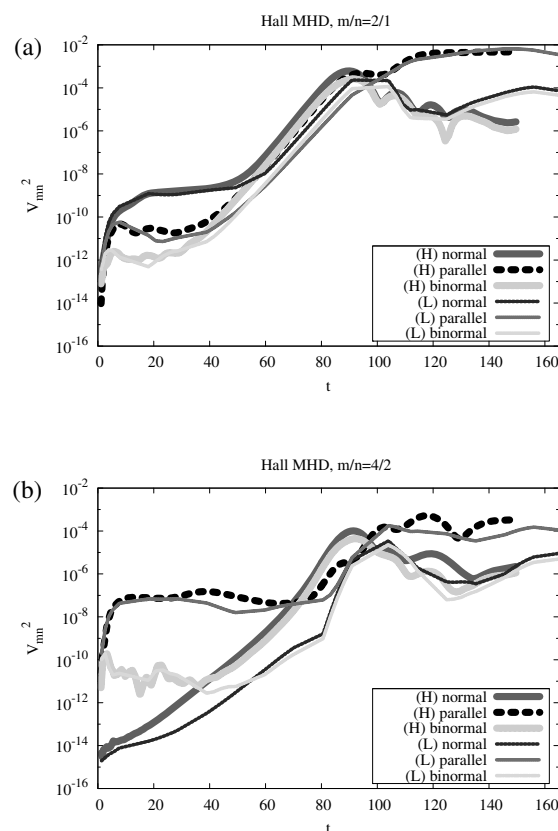 Hall MHD, m/n=2/1
(a)
10^-2
10^-4
10^-6
10^-8
10^-10
10^-12
10^-14
10^-16
V_mn^2
0 20 40 60 80 100 120 140 160
t
(H) normal
(H) parallel
(H) binormal
(L) normal
(L) parallel
(L) binormal
Hall MHD, m/n=4/2
(b)
10^-2
10^-4
10^-6
10^-8
10^-10
10^-12
10^-14
10^-16
V_mn^2
0 20 40 60 80 100 120 140 160
t
(H) normal
(H) parallel
(H) binormal
(L) normal
(L) parallel
(L) binormal